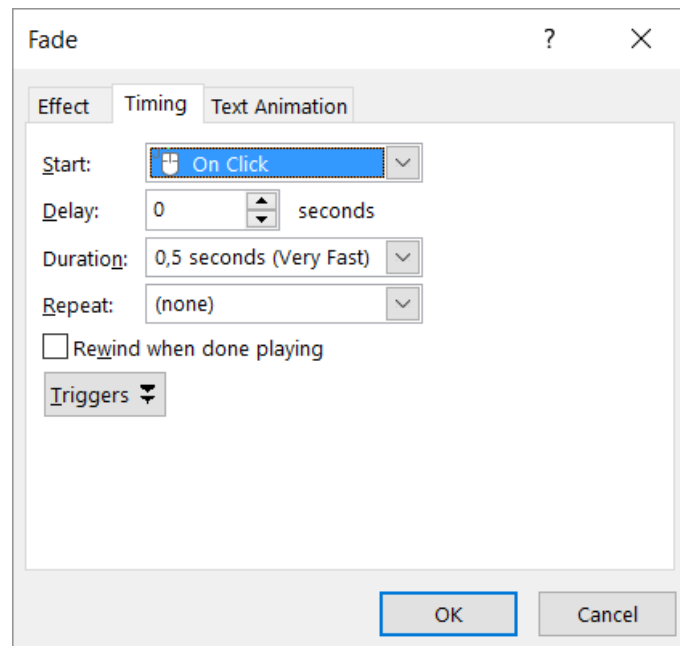 Fade
Effect Timing Text Animation
Start: On Click
Delay: 0 seconds
Duration: 0,5 seconds (Very Fast)
Repeat: (none)
Rewind when done playing
Triggers
OK Cancel